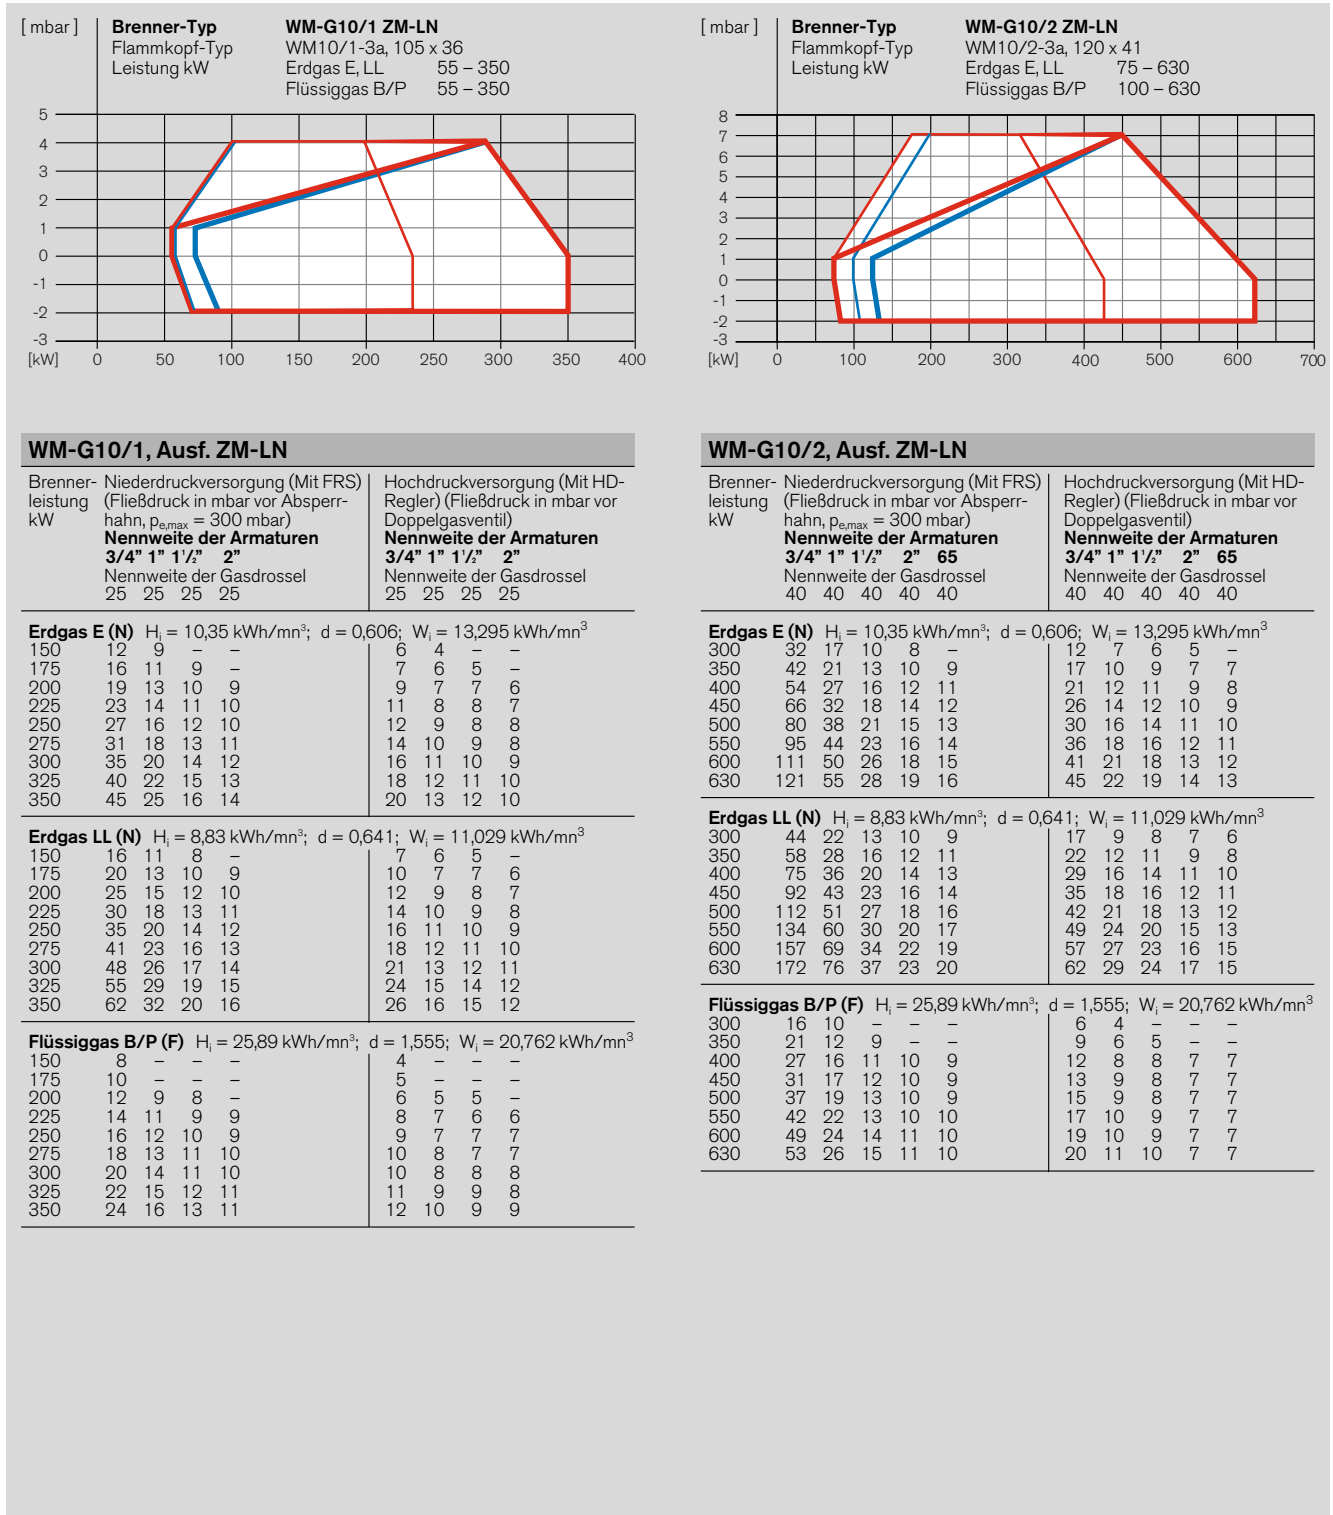 [ mbar ]
Brenner-Typ WM-G10/1 ZM-LN
Flammkopf-Typ WM10/1-3a, 105 x 36
Leistung kW Erdgas E, LL 55 – 350
Flüssiggas B/P 55 – 350
5
4
3
2
1
0
-1
-2
-3
[kW] 0 50 100 150 200 250 300 350 400
[ mbar ]
Brenner-Typ WM-G10/2 ZM-LN
Flammkopf-Typ WM10/2-3a, 120 x 41
Leistung kW Erdgas E, LL 75 – 630
Flüssiggas B/P 100 – 630
8
7
6
5
4
3
2
1
0
-1
-2
-3
[kW] 0 100 200 300 400 500 600 700
WM-G10/1, Ausf. ZM-LN
Brenner- Niederdruckversorgung (Mit FRS) Hochdruckversorgung (Mit HD-
leistung (Fließdruck in mbar vor Absperr- Regler) (Fließdruck in mbar vor
kW hahn, pe,max = 300 mbar) Doppelgasventil)
Nennweite der Armaturen Nennweite der Armaturen
3/4” 1” 1½” 2” 3/4” 1” 1½” 2”
Nennweite der Gasdrossel Nennweite der Gasdrossel
25 25 25 25 25 25 25 25
Erdgas E (N) Hi = 10,35 kWh/mn³; d = 0,606; Wi = 13,295 kWh/mn³
150 12 9 – – 6 4 – –
175 16 11 9 – 7 6 5 –
200 19 13 10 9 9 7 7 6
225 23 14 11 10 11 8 8 7
250 27 16 12 10 12 9 8 8
275 31 18 13 11 14 10 9 8
300 35 20 14 12 16 11 10 9
325 40 22 15 13 18 12 11 10
350 45 25 16 14 20 13 12 10
Erdgas LL (N) Hi = 8,83 kWh/mn³; d = 0,641; Wi = 11,029 kWh/mn³
150 16 11 8 – 7 6 5 –
175 20 13 10 9 10 7 7 6
200 25 15 12 10 12 9 8 7
225 30 18 13 11 14 10 9 8
250 35 20 14 12 16 11 10 9
275 41 23 16 13 18 12 11 10
300 48 26 17 14 21 13 12 11
325 55 29 19 15 24 15 14 12
350 62 32 20 16 26 16 15 12
Flüssiggas B/P (F) Hi = 25,89 kWh/mn³; d = 1,555; Wi = 20,762 kWh/mn³
150 8 – – – 4 – – –
175 10 – – – 5 – – –
200 12 9 8 – 6 5 5 –
225 14 11 9 9 8 7 6 6
250 16 12 10 9 9 7 7 7
275 18 13 11 10 10 8 7 7
300 20 14 11 10 10 8 8 8
325 22 15 12 11 11 9 9 8
350 24 16 13 11 12 10 9 9
WM-G10/2, Ausf. ZM-LN
Brenner- Niederdruckversorgung (Mit FRS) Hochdruckversorgung (Mit HD-
leistung (Fließdruck in mbar vor Absperr- Regler) (Fließdruck in mbar vor
kW hahn, pe,max = 300 mbar) Doppelgasventil)
Nennweite der Armaturen Nennweite der Armaturen
3/4” 1” 1½” 2” 65 3/4” 1” 1½” 2” 65
Nennweite der Gasdrossel Nennweite der Gasdrossel
40 40 40 40 40 40 40 40 40 40
Erdgas E (N) Hi = 10,35 kWh/mn³; d = 0,606; Wi = 13,295 kWh/mn³
300 32 17 10 8 – 12 7 6 5 –
350 42 21 13 10 9 17 10 9 7 7
400 54 27 16 12 11 21 12 11 9 8
450 66 32 18 14 12 26 14 12 10 9
500 80 38 21 15 13 30 16 14 11 10
550 95 44 23 16 14 36 18 16 12 11
600 111 50 26 18 15 41 21 18 13 12
630 121 55 28 19 16 45 22 19 14 13
Erdgas LL (N) Hi = 8,83 kWh/mn³; d = 0,641; Wi = 11,029 kWh/mn³
300 44 22 13 10 9 17 9 8 7 6
350 58 28 16 12 11 22 12 11 9 8
400 75 36 20 14 13 29 16 14 11 10
450 92 43 23 16 14 35 18 16 12 11
500 112 51 27 18 16 42 21 18 13 12
550 134 60 30 20 17 49 24 20 15 13
600 157 69 34 22 19 57 27 23 16 15
630 172 76 37 23 20 62 29 24 17 15
Flüssiggas B/P (F) Hi = 25,89 kWh/mn³; d = 1,555; Wi = 20,762 kWh/mn³
300 16 10 – – – 6 4 – – –
350 21 12 9 – – 9 6 5 – –
400 27 16 11 10 9 12 8 8 7 7
450 31 17 12 10 9 13 9 8 7 7
500 37 19 13 10 9 15 9 8 7 7
550 42 22 13 10 10 17 10 9 7 7
600 49 24 14 11 10 19 10 9 7 7
630 53 26 15 11 10 20 11 10 7 7